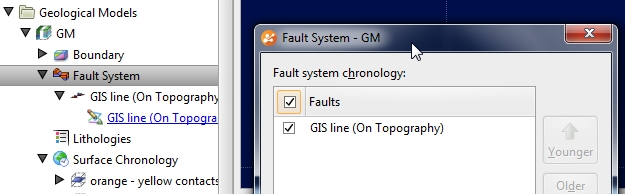 Geological Models
GM
Boundary
Fault System
GIS line (On Topography
GIS line (On Topogra
Lithologies
Surface Chronology
orange - yellow contacts
Fault System - GM
Fault system chronology:
Faults
GIS line (On Topography)
Younger
Older